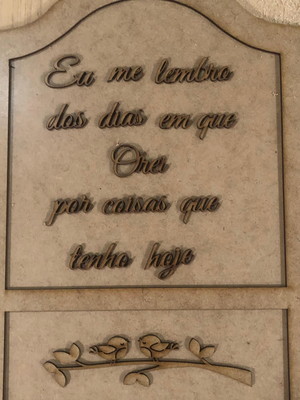 Eu me lembro
dos dias em que
Orei
por coisas que
tenho hoje